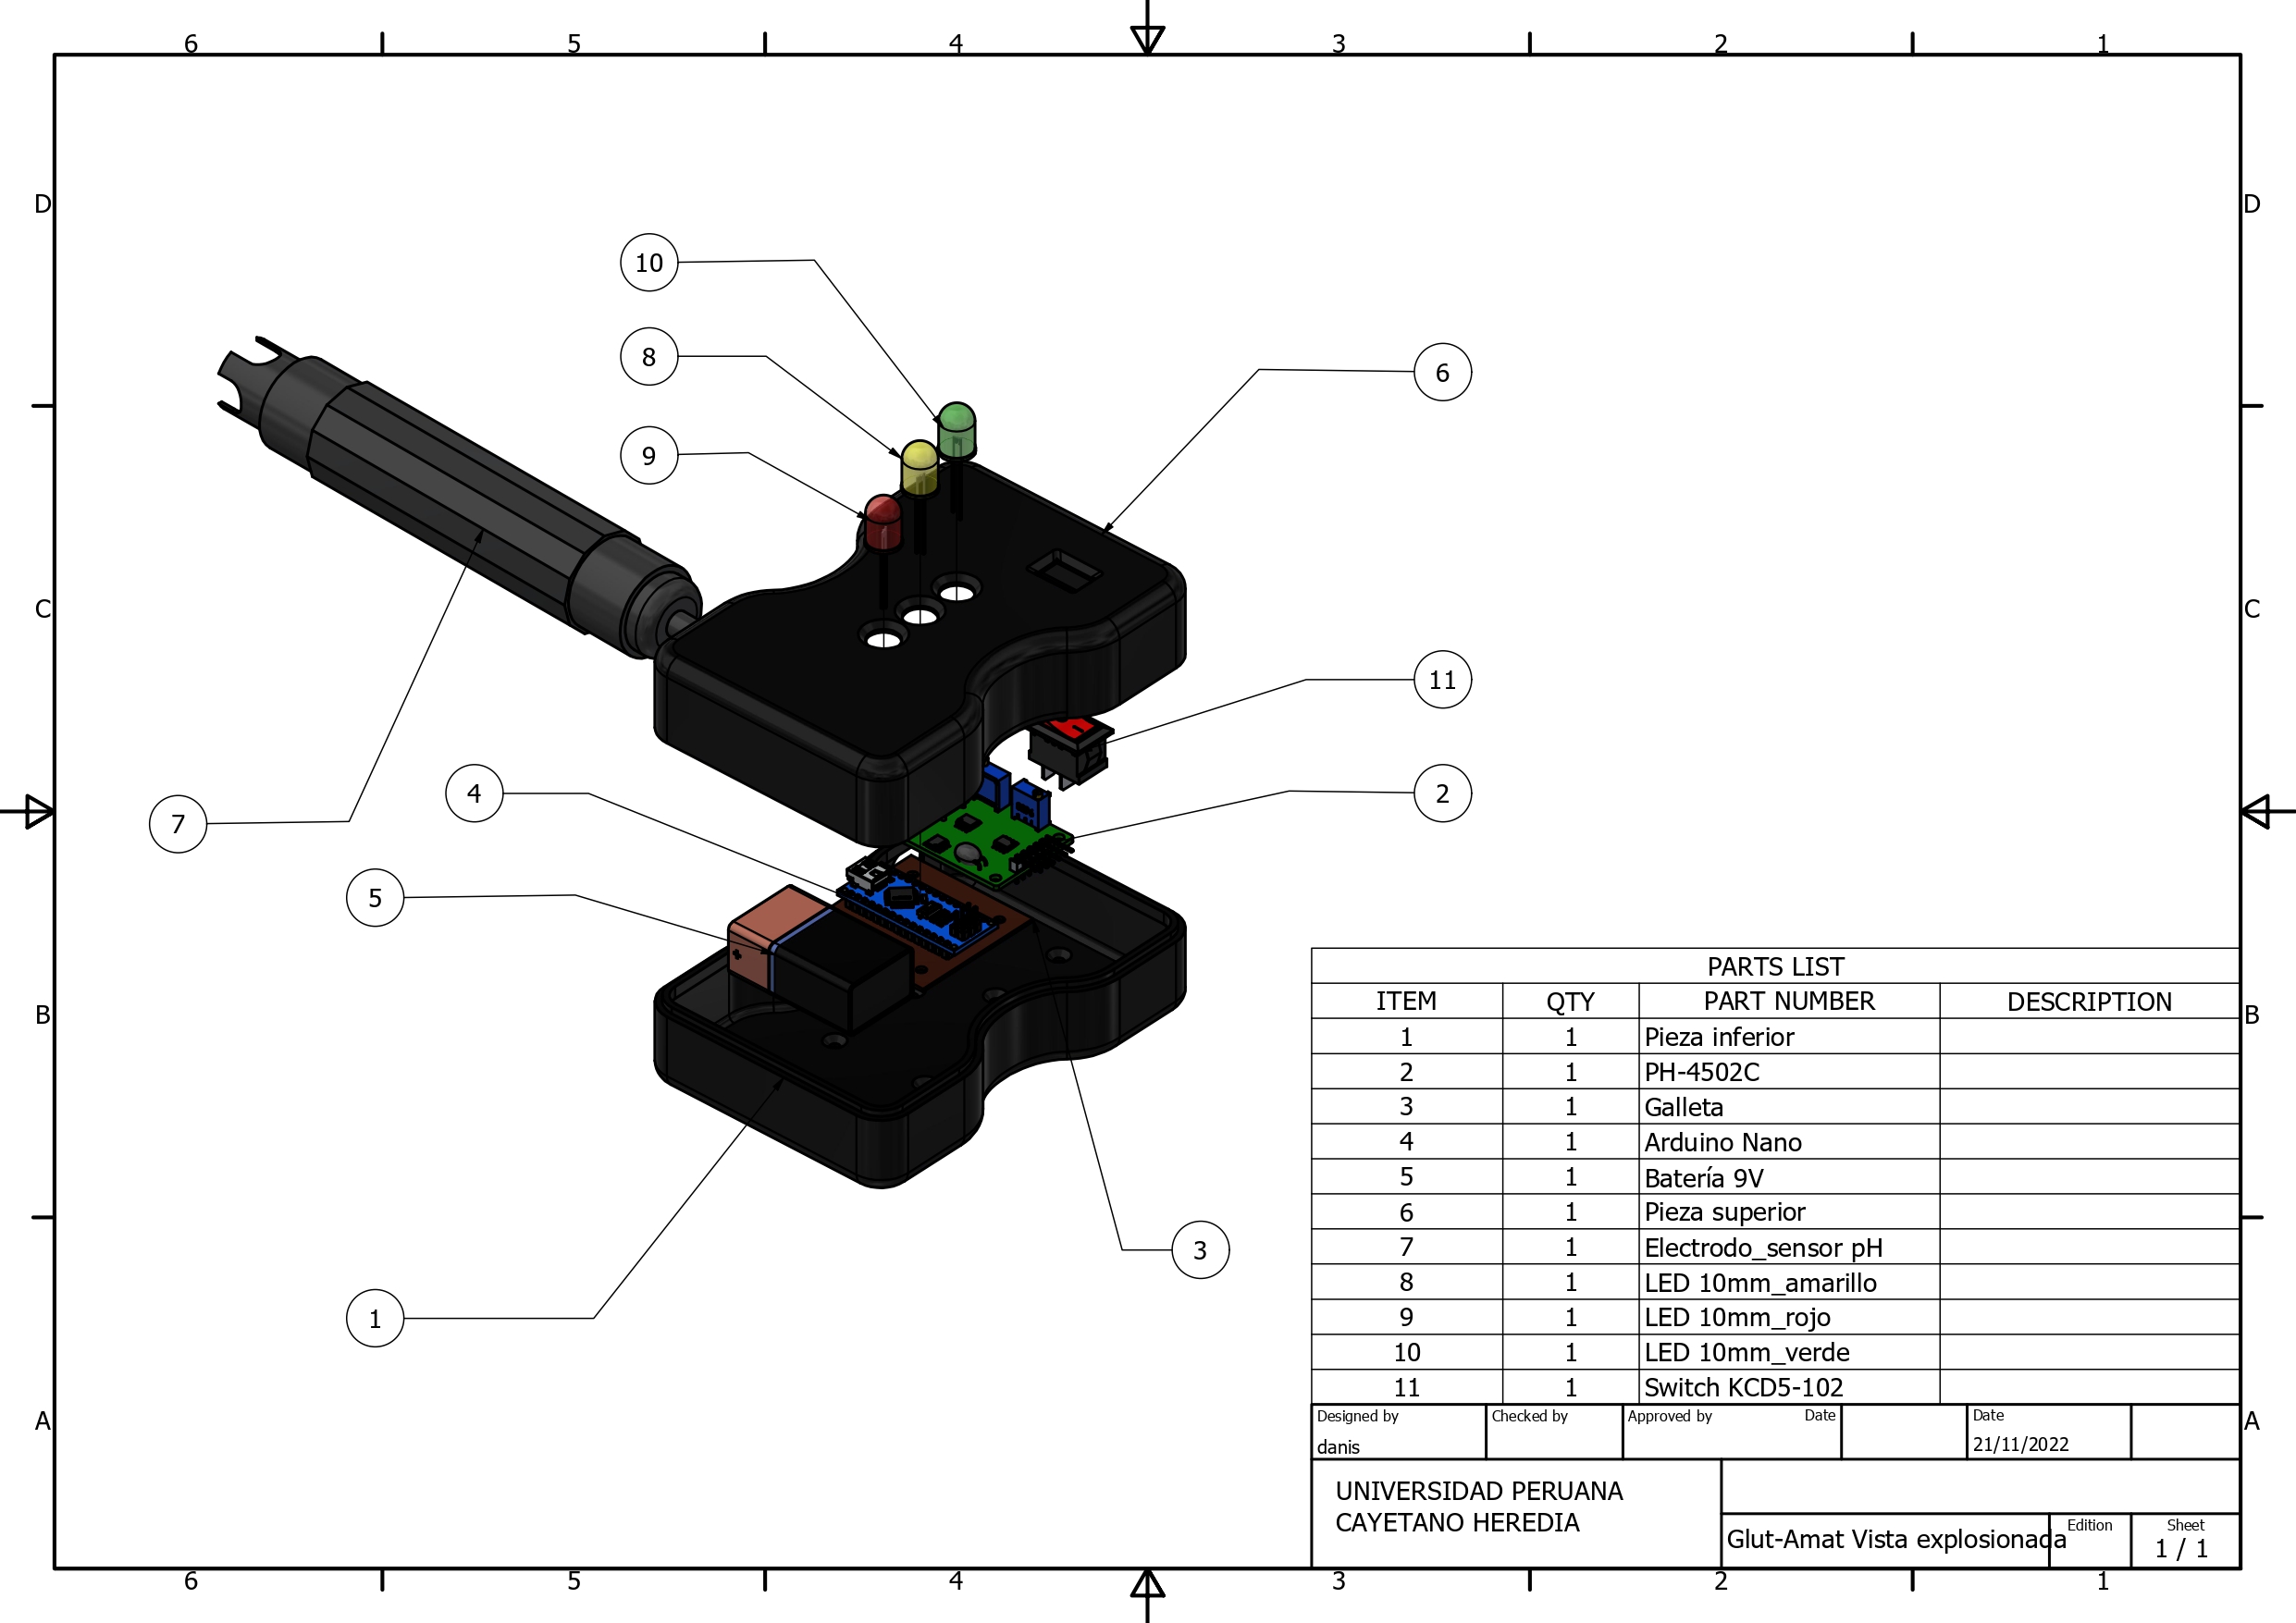 6 5 4 3 2 1
D D
10
8
6
9
C C
11
4
2
7
5
3
1
B B
PARTS LIST
ITEM QTY PART NUMBER DESCRIPTION
1 1 Pieza inferior
2 1 PH-4502C
3 1 Galleta
4 1 Arduino Nano
5 1 Batería 9V
6 1 Pieza superior
7 1 Electrodo_sensor pH
8 1 LED 10mm_amarillo
9 1 LED 10mm_rojo
10 1 LED 10mm_verde
11 1 Switch KCD5-102
A A
Designed by Checked by Approved by Date Date
danis 21/11/2022
UNIVERSIDAD PERUANA
CAYETANO HEREDIA
Glut-Amat Vista explosionada Edition Sheet
1 / 1
6 5 4 3 2 1